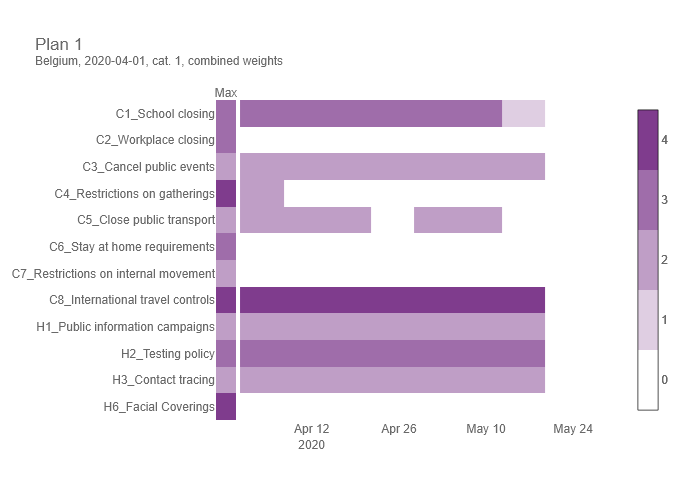 Plan 1
Belgium, 2020-04-01, cat. 1, combined weights
Max
C1_School closing
C2_Workplace closing
C3_Cancel public events
C4_Restrictions on gatherings
C5_Close public transport
C6_Stay at home requirements
C7_Restrictions on internal movement
C8_International travel controls
H1_Public information campaigns
H2_Testing policy
H3_Contact tracing
H6_Facial Coverings
Apr 12
2020
Apr 26
May 10
May 24
4
3
2
1
0